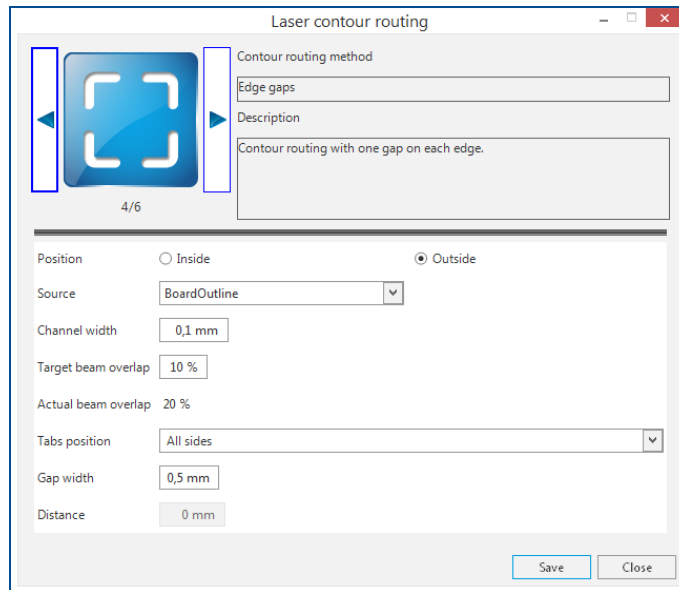 Laser contour routing
Contour routing method
Edge gaps
Description
Contour routing with one gap on each edge.
4/6
Position Inside Outside
Source BoardOutline
Channel width 0,1 mm
Target beam overlap 10 %
Actual beam overlap 20 %
Tabs position All sides
Gap width 0,5 mm
Distance 0 mm
Save Close